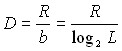 D = R/b = R/log₂ L